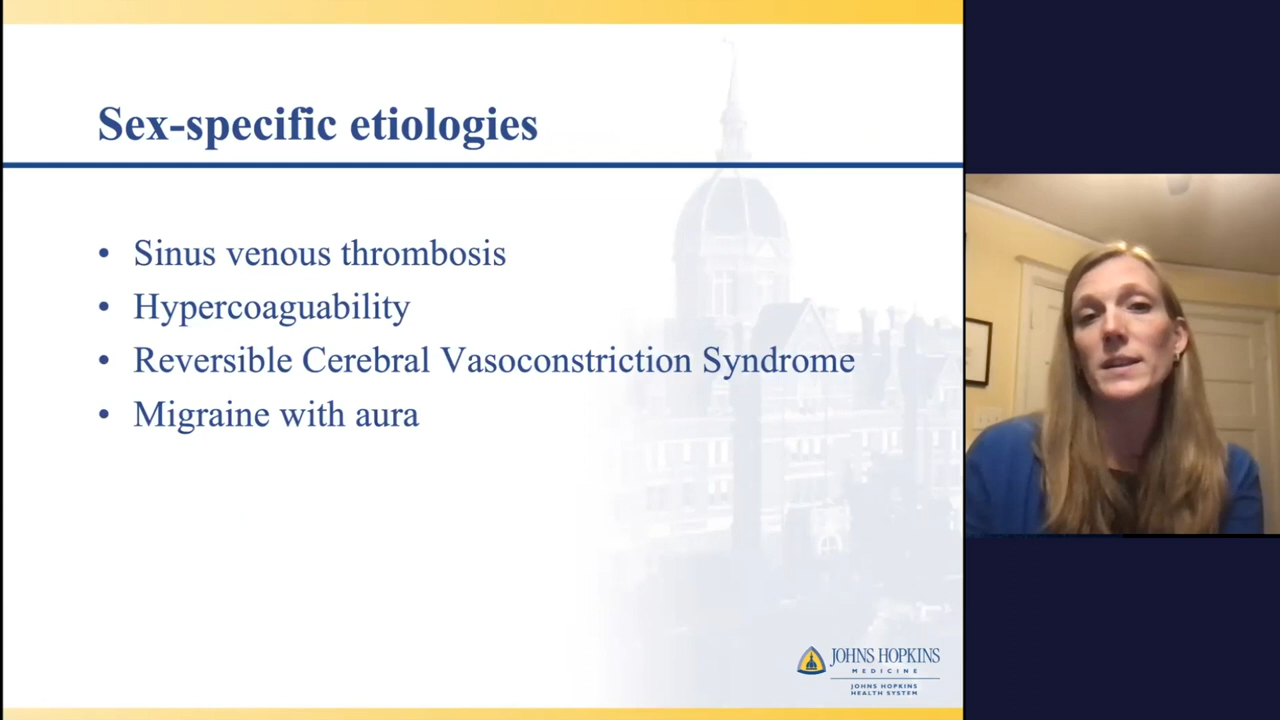 Sex-specific etiologies
• Sinus venous thrombosis
• Hypercoaguability
• Reversible Cerebral Vasoconstriction Syndrome
• Migraine with aura
JOHNS HOPKINS
MEDICINE
JOHNS HOPKINS
HEALTH SYSTEM